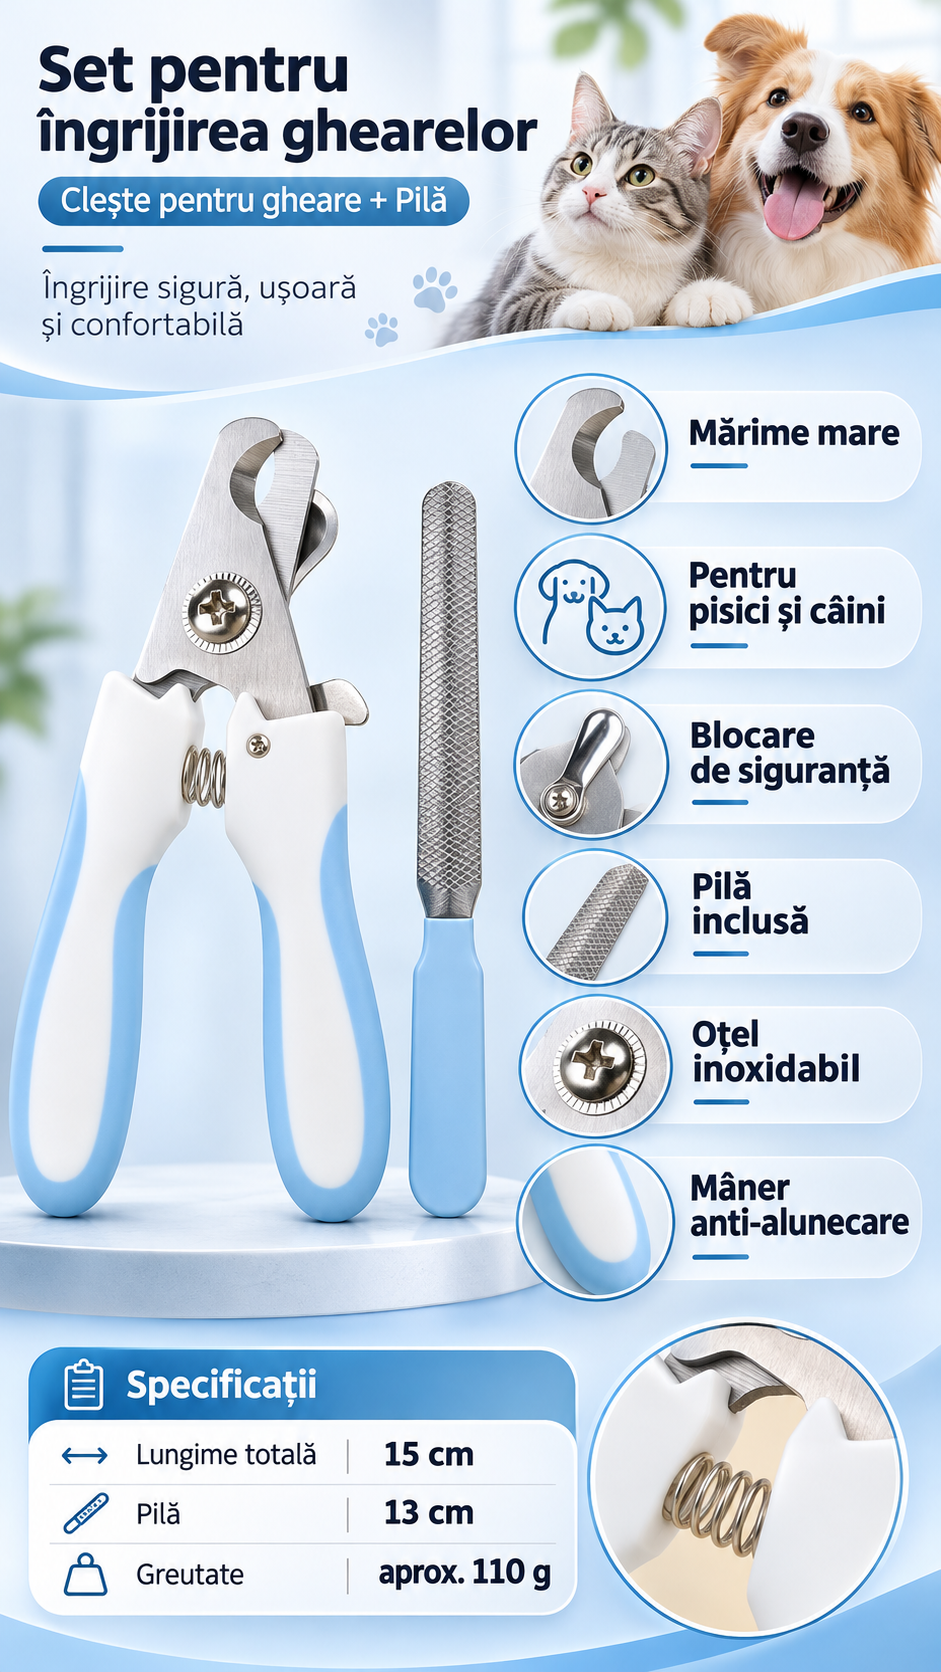 Set pentru
îngrijirea ghearelor
Clește pentru gheare + Pilă
Îngrijire sigură, ușoară
și confortabilă
Mărime mare
Pentru
pisici și câini
Blocare
de siguranță
Pilă
inclusă
Oțel
inoxidabil
Mâner
anti-alunecare
Specificații
Lungime totală 15 cm
Pilă 13 cm
Greutate aprox. 110 g